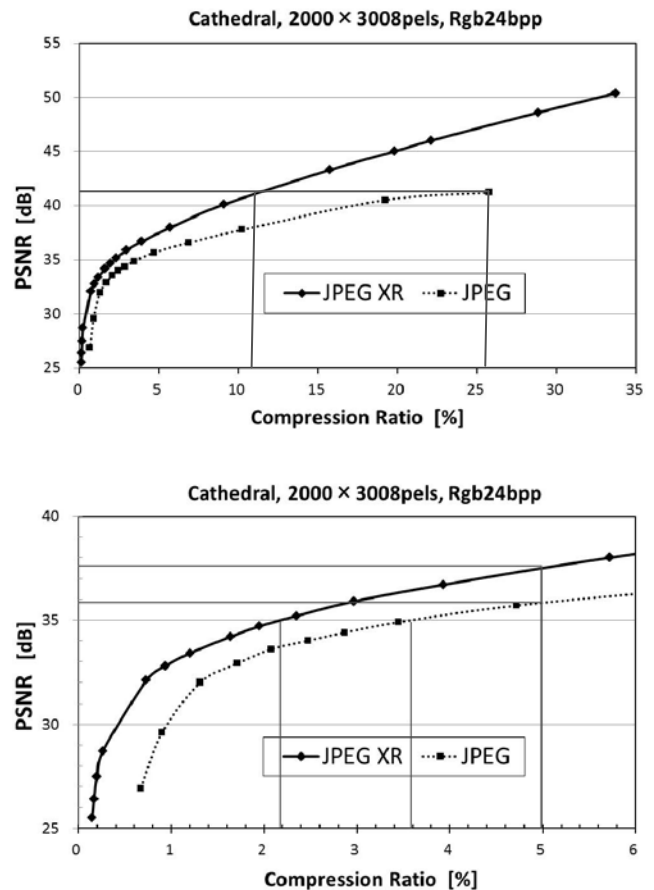 Cathedral, 2000 × 3008pels, Rgb24bpp
55
50
45
40
35
30
25
PSNR [dB]
JPEG XR JPEG
0 5 10 15 20 25 30 35
Compression Ratio [%]
Cathedral, 2000 × 3008pels, Rgb24bpp
40
35
30
25
PSNR [dB]
JPEG XR JPEG
0 1 2 3 4 5 6
Compression Ratio [%]